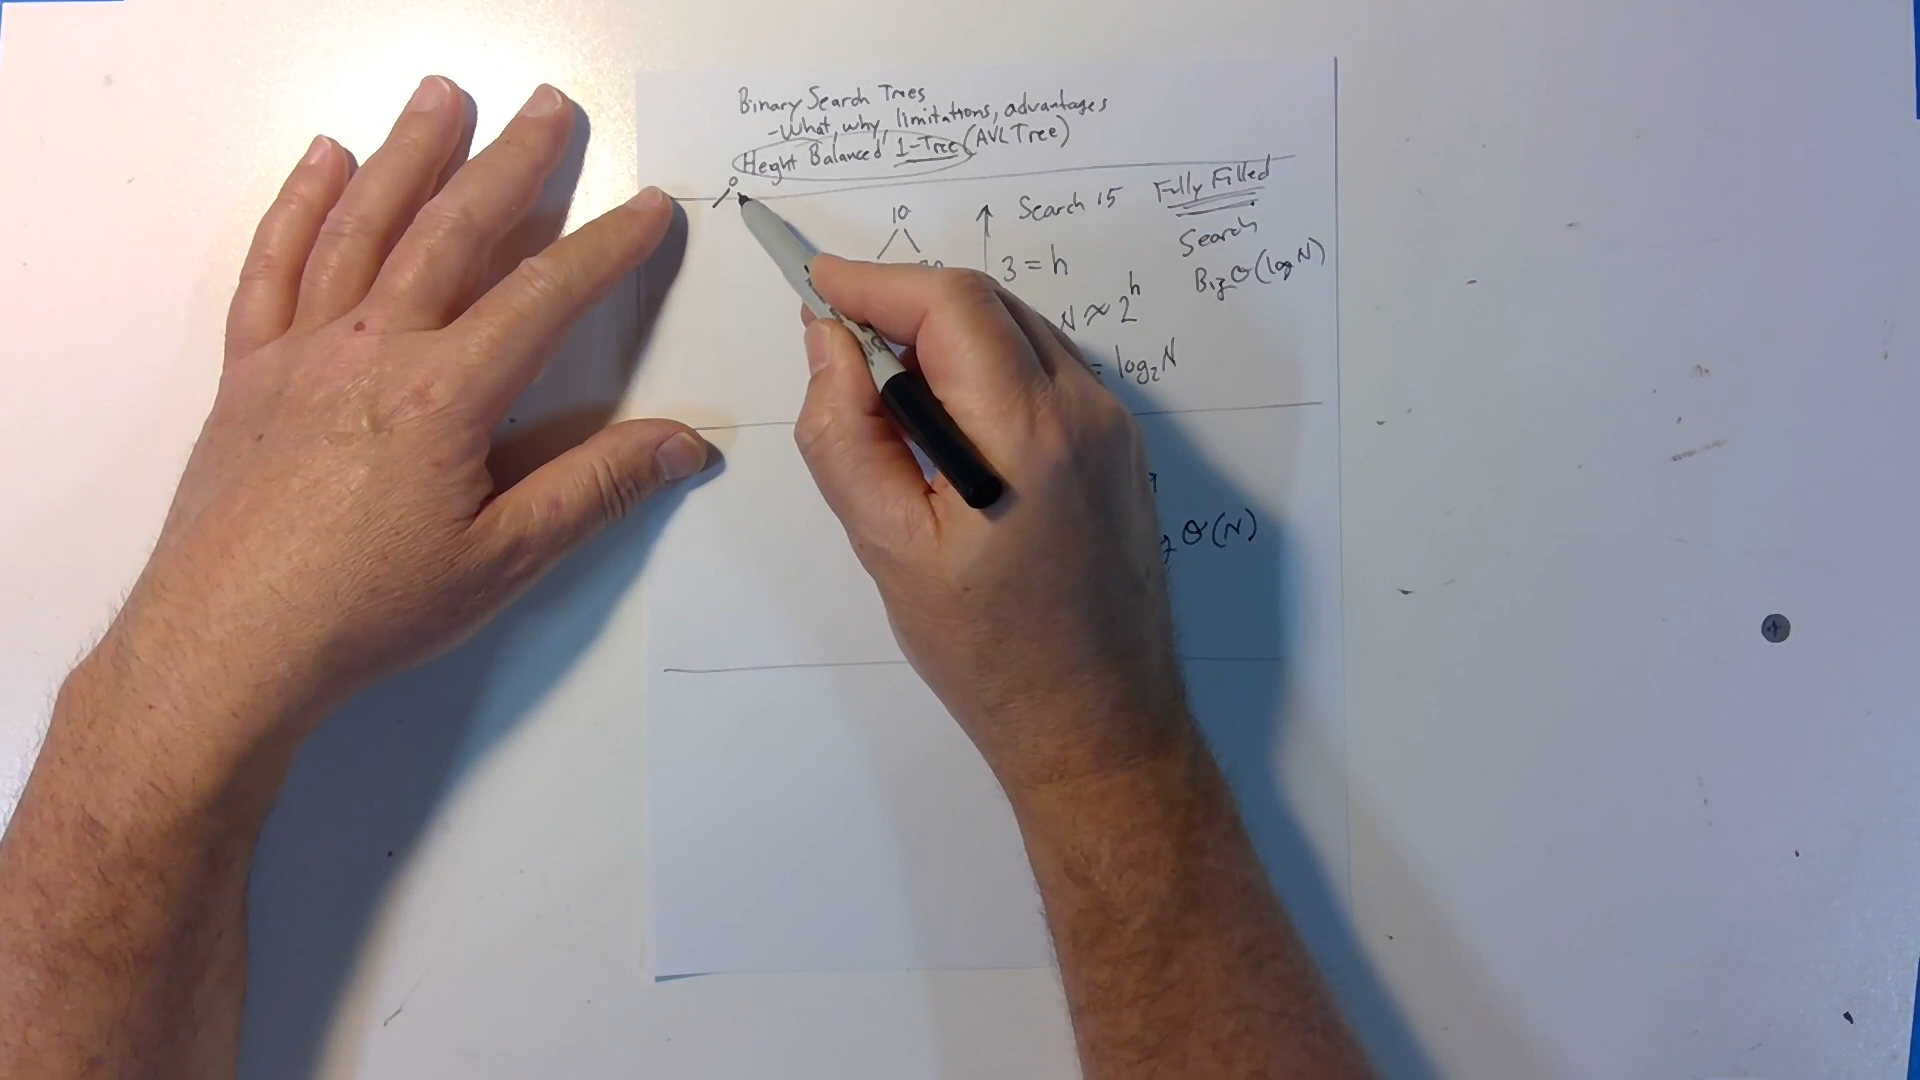 Binary Search Trees
- What, why, limitations, advantages
Height Balanced 1-Tree (AVL Tree)
10
Search 15
Fully Filled
3 = h
Search
Big O(log N)
N ≈ 2^h
= log₂N
O(N)